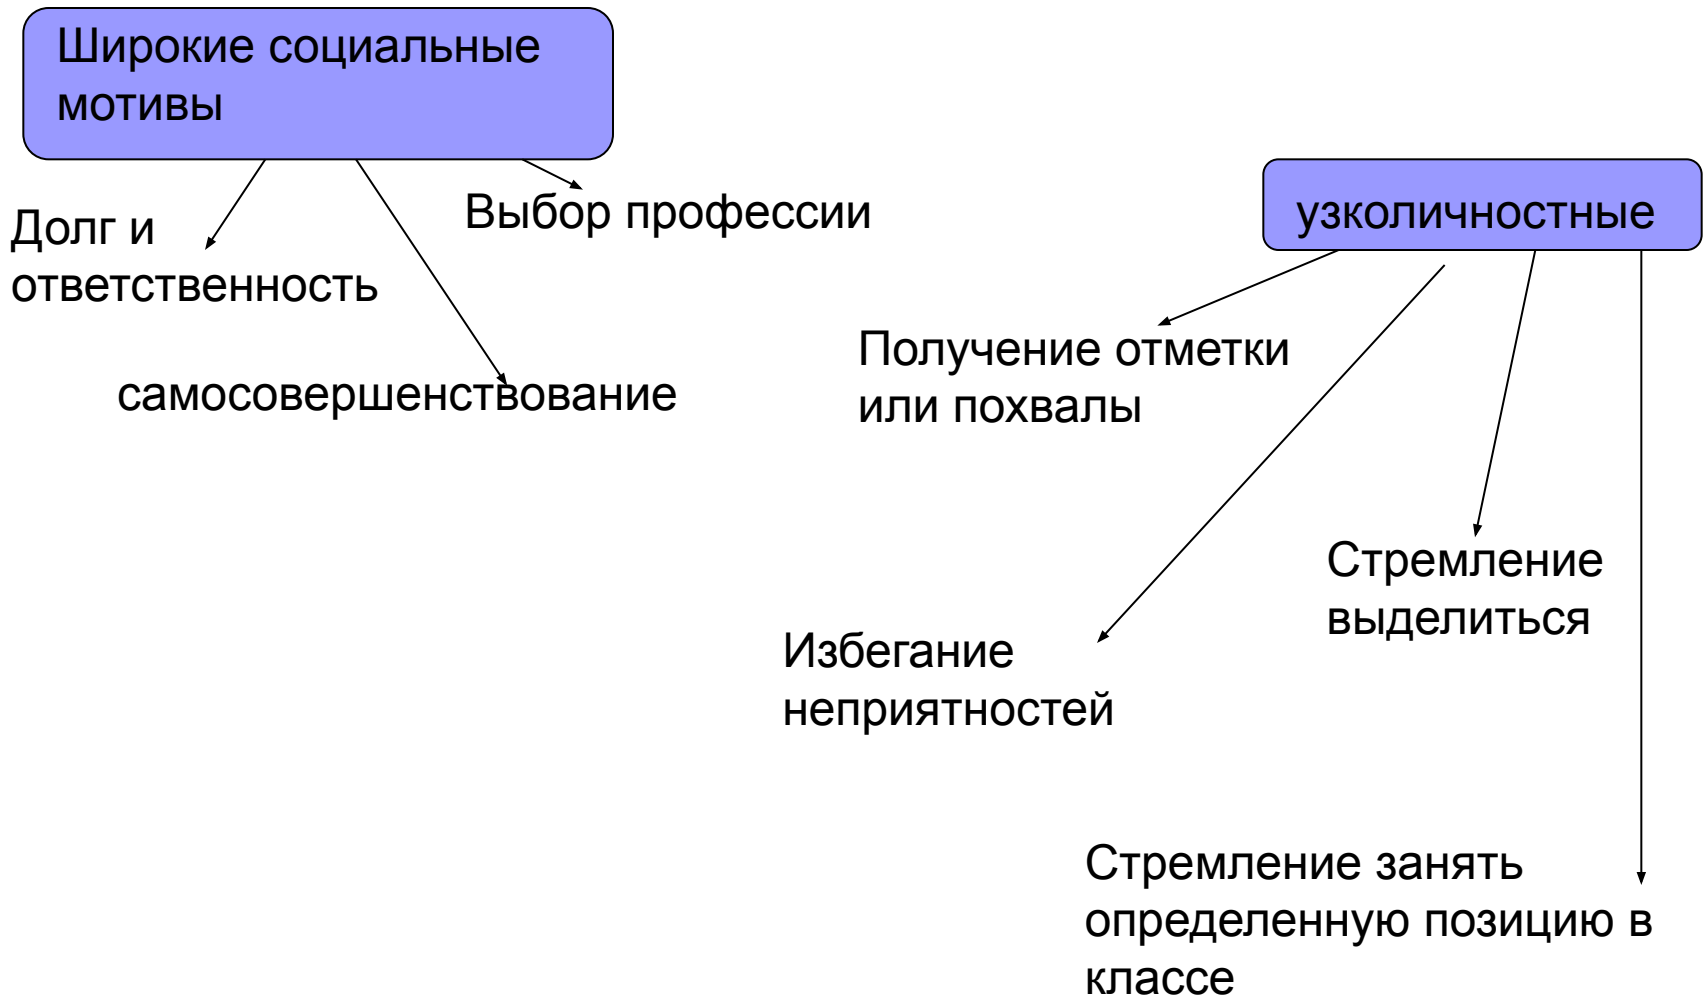 Широкие социальные
мотивы
Выбор профессии
Долг и
ответственность
самосовершенствование
узколичностные
Получение отметки
или похвалы
Стремление
выделиться
Избегание
неприятностей
Стремление занять
определенную позицию в
классе